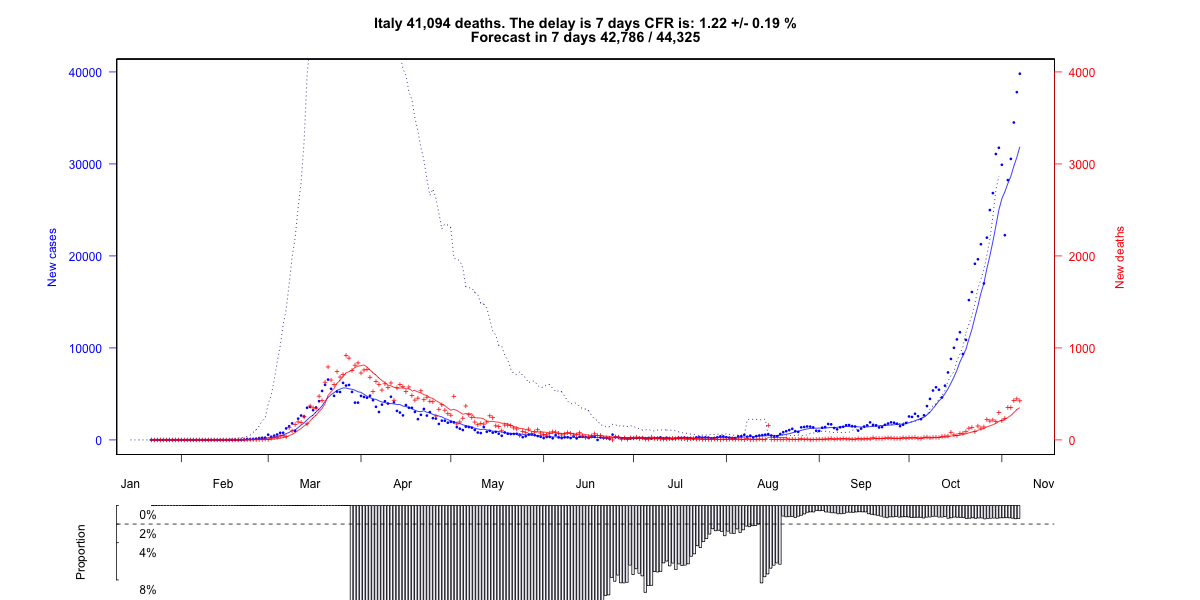 Italy 41,094 deaths. The delay is 7 days CFR is: 1.22 +/- 0.19 %
Forecast in 7 days 42,786 / 44,325
40000
30000
20000
10000
0
New cases
4000
3000
2000
1000
0
New deaths
Jan Feb Mar Apr May Jun Jul Aug Sep Oct Nov
Proportion
0%
2%
4%
8%